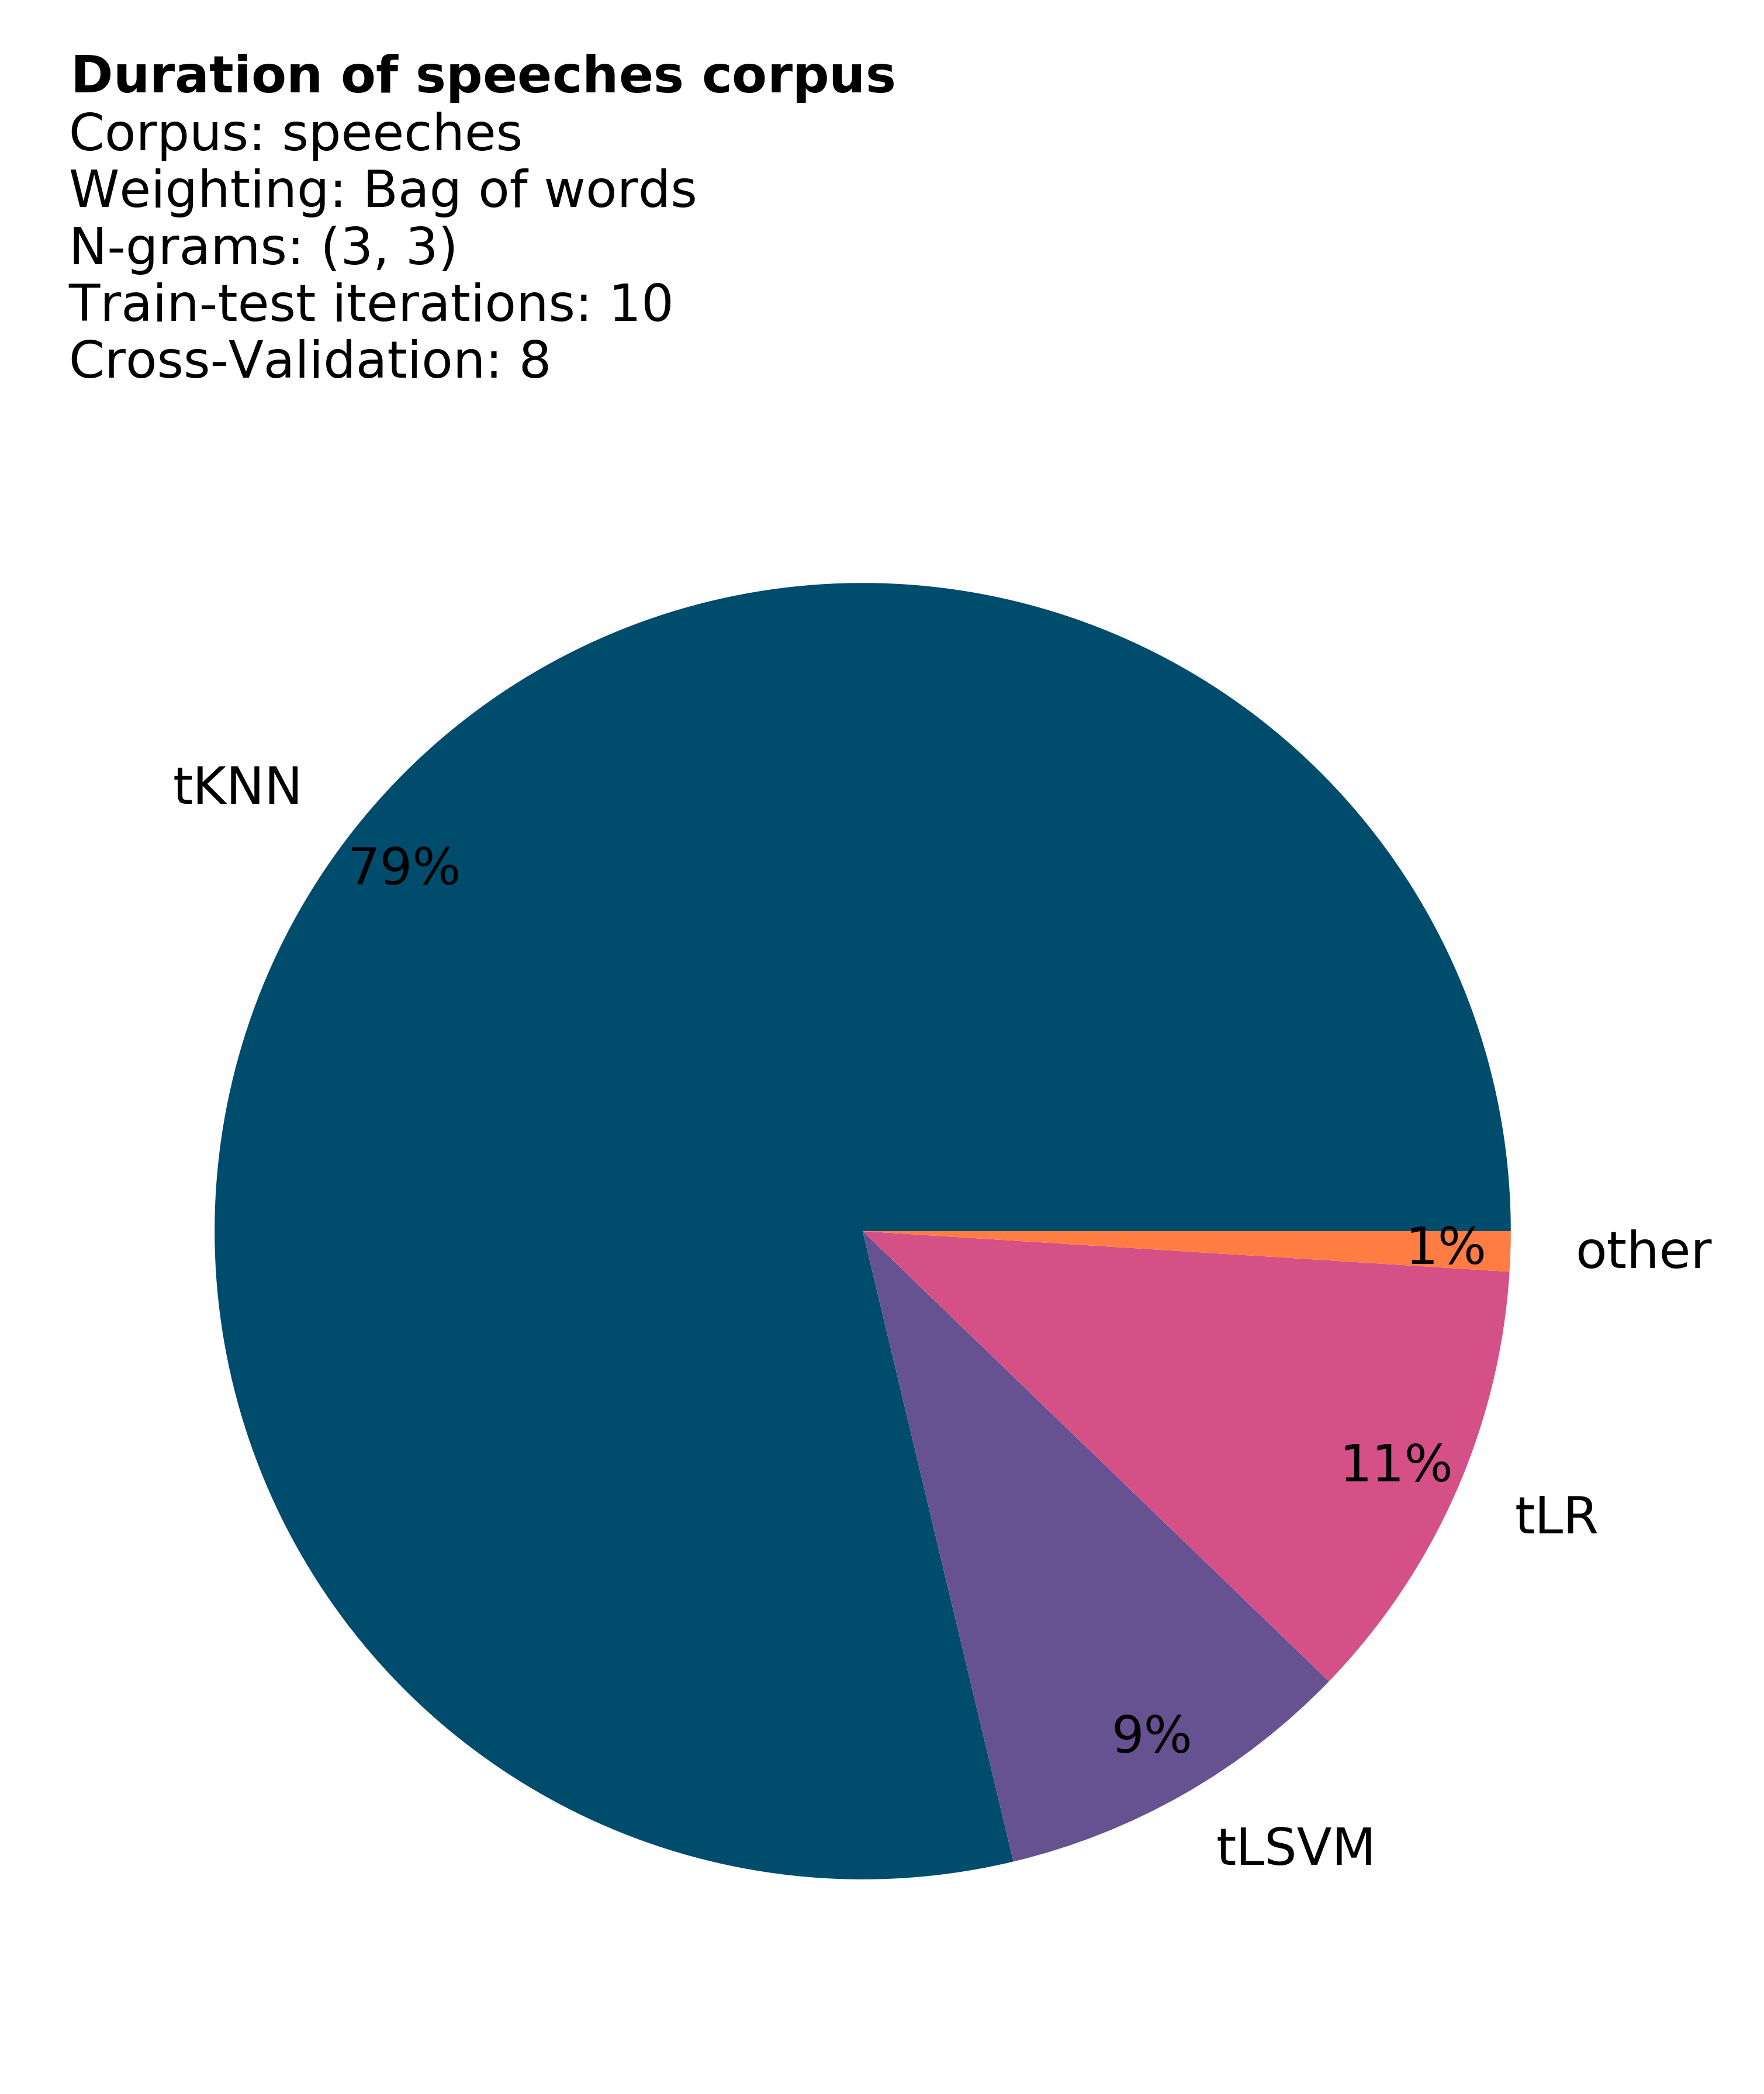 Duration of speeches corpus
Corpus: speeches
Weighting: Bag of words
N-grams: (3, 3)
Train-test iterations: 10
Cross-Validation: 8
tKNN
79%
1%
other
11%
tLR
9%
tLSVM